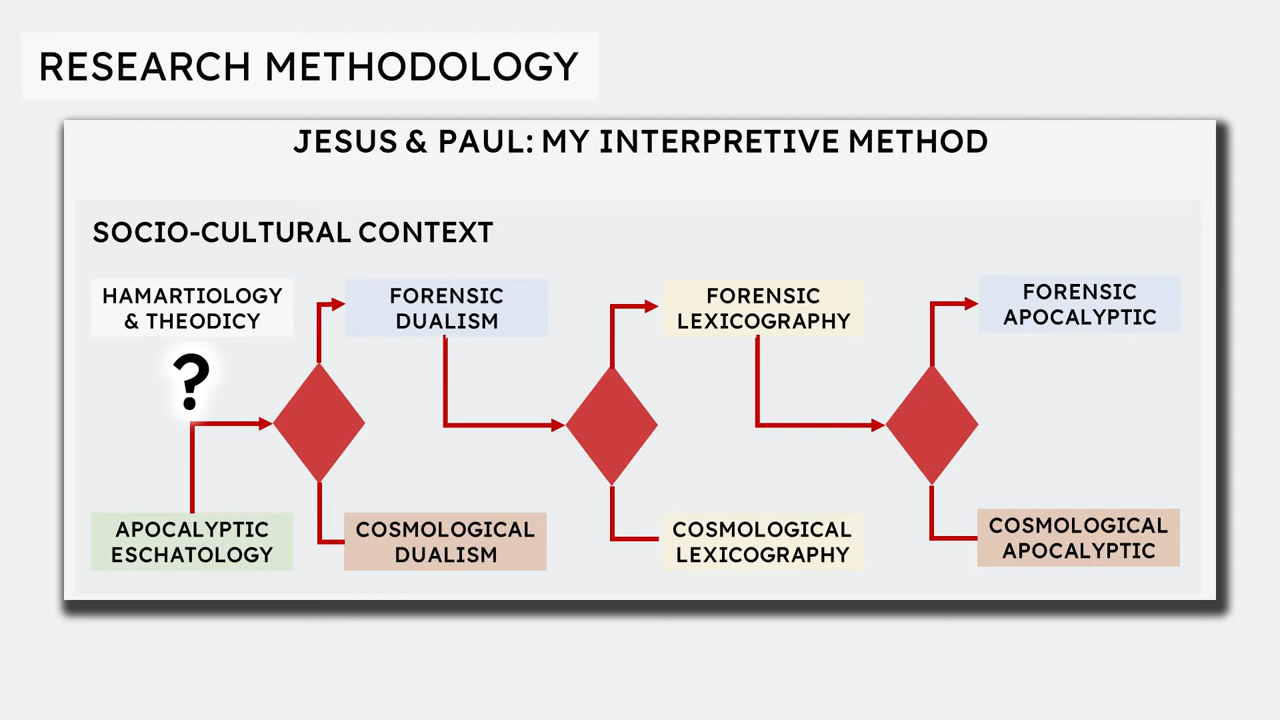 RESEARCH METHODOLOGY
JESUS & PAUL: MY INTERPRETIVE METHOD
SOCIO-CULTURAL CONTEXT
HAMARTIOLOGY
& THEODICY
?
FORENSIC
DUALISM
FORENSIC
LEXICOGRAPHY
FORENSIC
APOCALYPTIC
APOCALYPTIC
ESCHATOLOGY
COSMOLOGICAL
DUALISM
COSMOLOGICAL
LEXICOGRAPHY
COSMOLOGICAL
APOCALYPTIC